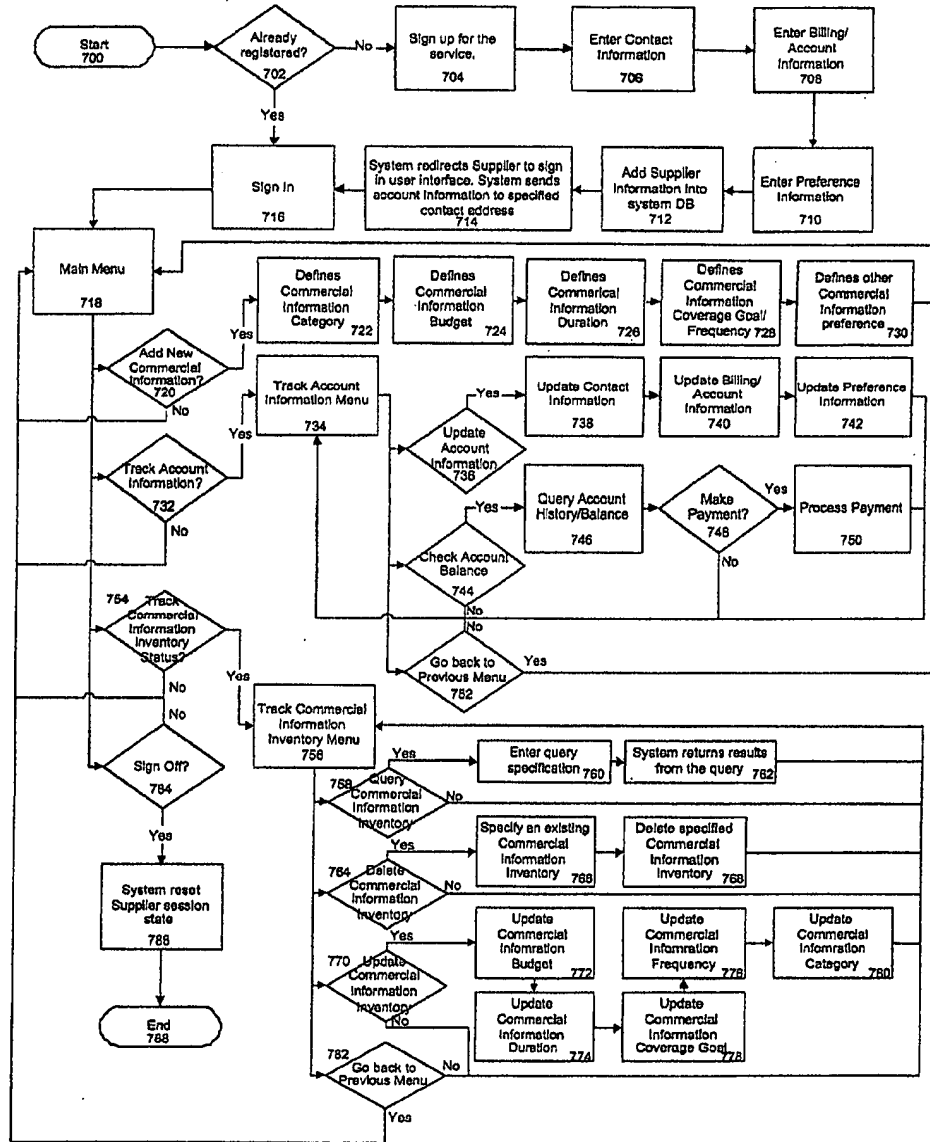 Start
700
Already
registered?
702
No
Yes
Sign up for the
service.
704
Enter Contact
Information
706
Enter Billing/
Account
Information
708
Sign In
716
System redirects Supplier to sign
in user interface. System sends
account information to specified
contact address
714
Add Supplier
Information into
system DB
712
Enter Preference
Information
710
Main Menu
718
Defines
Commercial
Information
Category
722
Defines
Commercial
Information
Budget
724
Defines
Commerical
Information
Duration
726
Defines
Commercial
Information
Coverage Goal/
Frequency
728
Defines other
Commercial
Information
preference
730
Add New
Commercial
Information?
720
Yes
No
Track Account
Information Menu
734
Yes
Update Contact
Information
738
Update Billing/
Account
Information
740
Update Preference
Information
742
Update
Account
Information
736
Track Account
Information?
732
Yes
No
Yes
Query Account
History/Balance
746
Make
Payment?
748
Yes
No
Process Payment
750
Check Account
Balance
744
No
No
Go back to
Previous Menu
752
Yes
754
Track
Commercial
Information
Inventory
Status?
Yes
No
No
Track Commercial
Information
Inventory Menu
756
Sign Off?
784
Yes
758
Query
Commercial
Information
Inventory
Yes
No
Enter query
specification
760
System returns results
from the query
762
764
Delete
Commercial
Information
Inventory
Yes
No
Specify an existing
Commercial
Information
Inventory
766
Delete specified
Commercial
Information
Inventory
768
System reset
Supplier session
state
786
770
Update
Commercial
Information
Inventory
Yes
No
Update
Commercial
Infomration
Budget
772
Update
Commercial
Infomration
Frequency
778
Update
Commercial
Infomration
Category
780
Update
Commercial
Information
Duration
774
Update
Commercial
Information
Coverage Goal
776
End
788
782
Go back to
Previous Menu
No
Yes